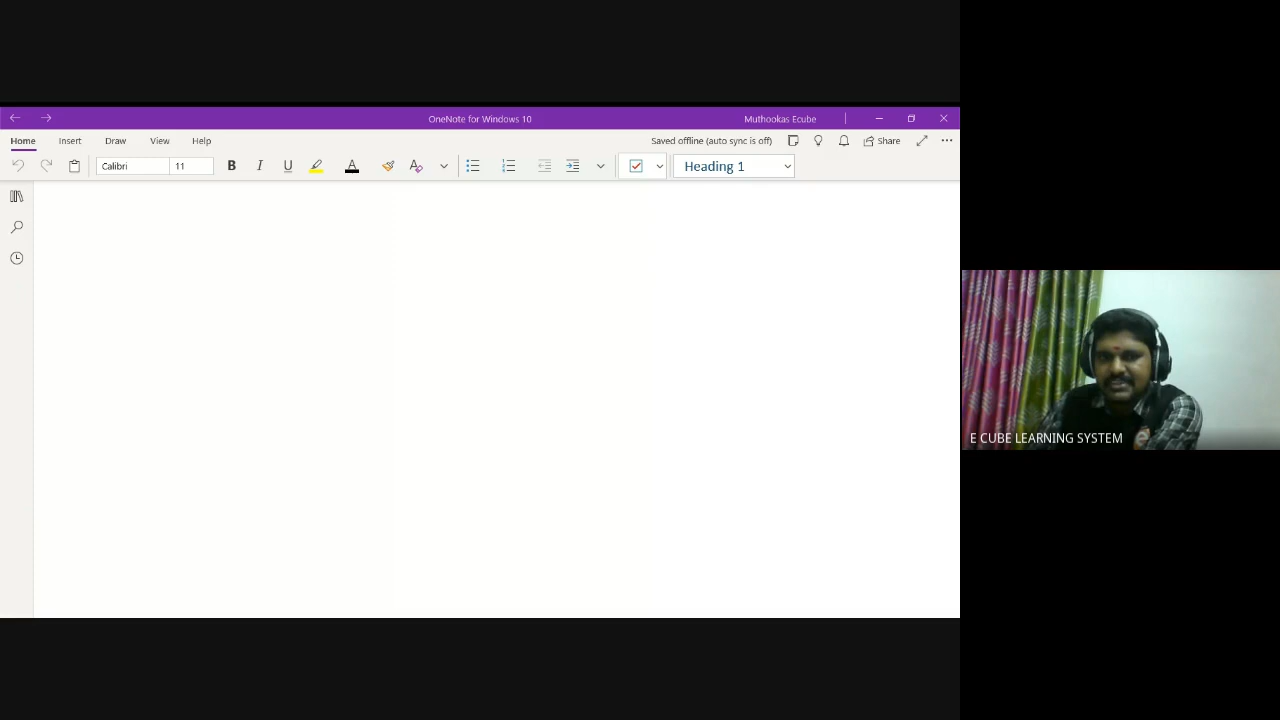 OneNote for Windows 10
Muthookas Ecube
Home Insert Draw View Help
Saved offline (auto sync is off)
Share
Calibri 11 B I U A A Heading 1
E CUBE LEARNING SYSTEM